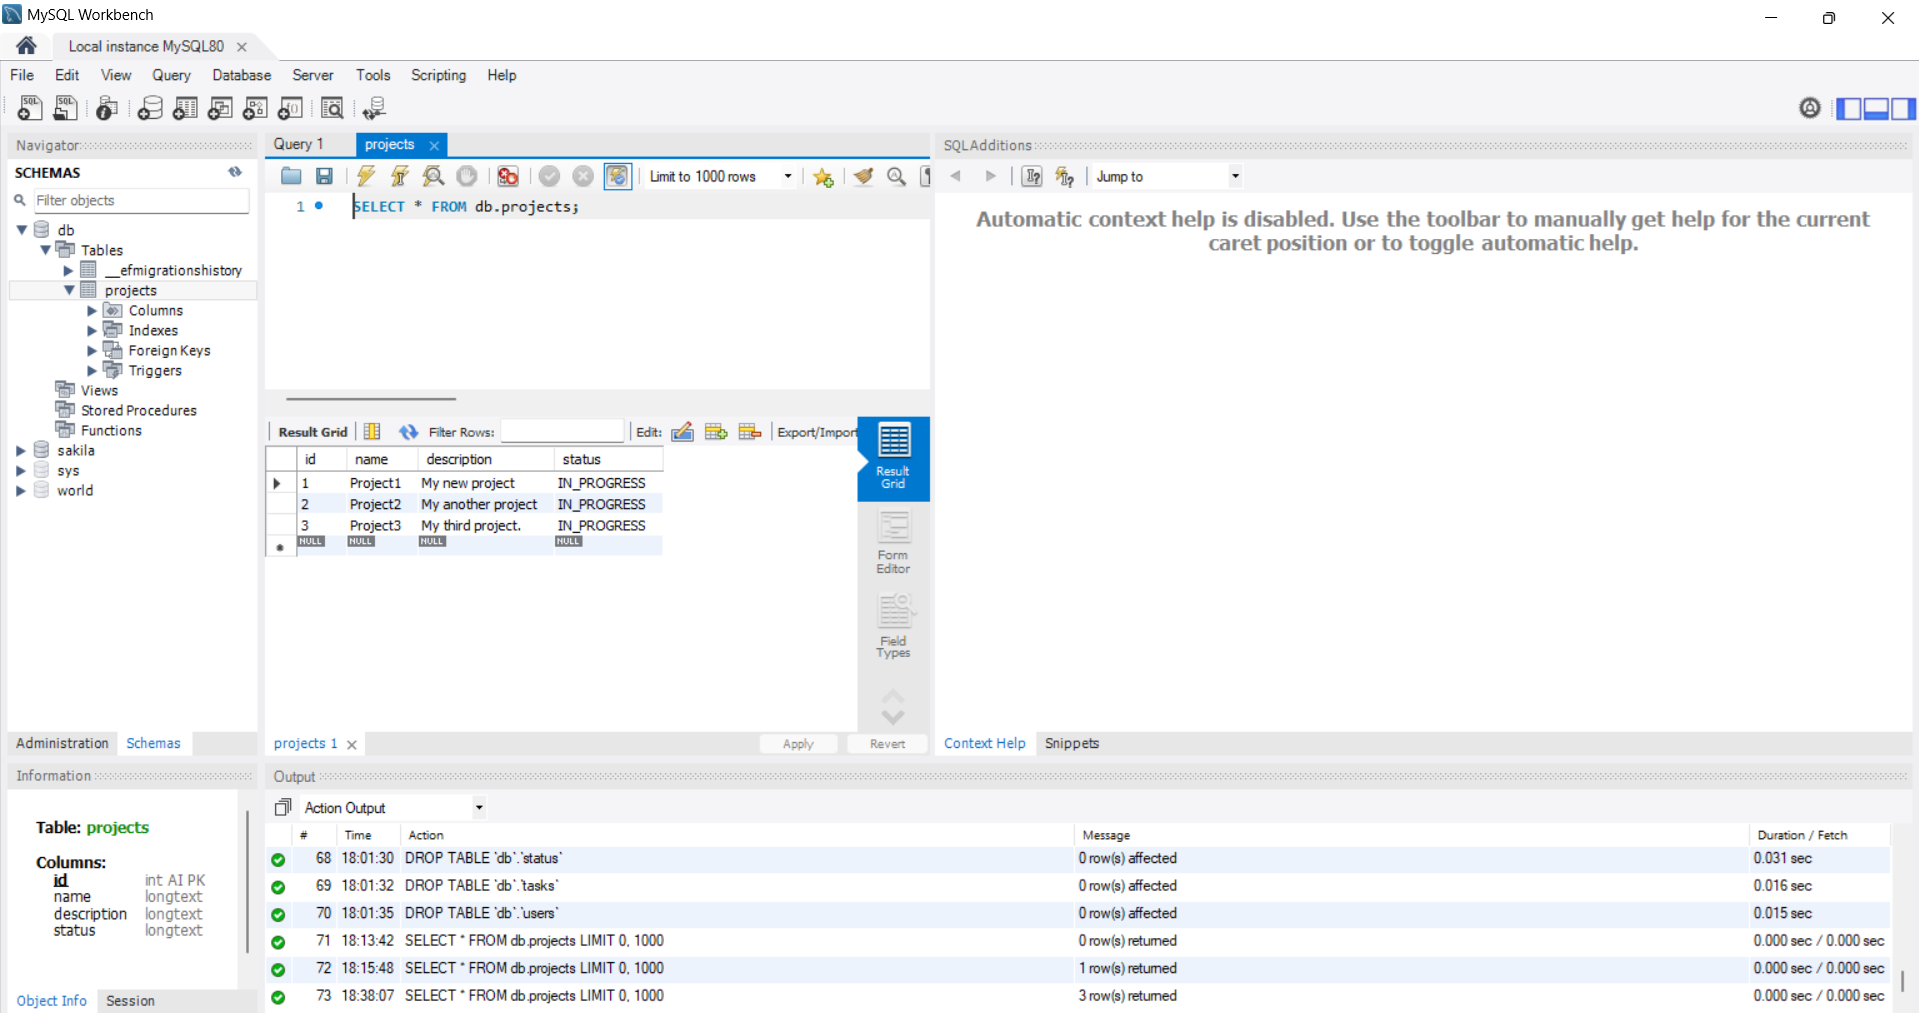 MySQL Workbench
Local instance MySQL80
File Edit View Query Database Server Tools Scripting Help
Navigator
SCHEMAS
Filter objects
db
Tables
__efmigrationshistory
projects
Columns
Indexes
Foreign Keys
Triggers
Views
Stored Procedures
Functions
sakila
sys
world
Administration Schemas
Query 1 projects
Limit to 1000 rows
1 SELECT * FROM db.projects;
Result Grid Filter Rows: Edit: Export/Import
id name description status
1 Project1 My new project IN_PROGRESS
2 Project2 My another project IN_PROGRESS
3 Project3 My third project. IN_PROGRESS
NULL NULL NULL NULL
Result
Grid
Form
Editor
Field
Types
projects 1 Apply Revert
SQLAdditions
Jump to
Automatic context help is disabled. Use the toolbar to manually get help for the current
caret position or to toggle automatic help.
Context Help Snippets
Information
Table: projects
Columns:
id int AI PK
name longtext
description longtext
status longtext
Object Info Session
Output
Action Output
# Time Action Message Duration / Fetch
68 18:01:30 DROP TABLE `db`.`status` 0 row(s) affected 0.031 sec
69 18:01:32 DROP TABLE `db`.`tasks` 0 row(s) affected 0.016 sec
70 18:01:35 DROP TABLE `db`.`users` 0 row(s) affected 0.015 sec
71 18:13:42 SELECT * FROM db.projects LIMIT 0, 1000 0 row(s) returned 0.000 sec / 0.000 sec
72 18:15:48 SELECT * FROM db.projects LIMIT 0, 1000 1 row(s) returned 0.000 sec / 0.000 sec
73 18:38:07 SELECT * FROM db.projects LIMIT 0, 1000 3 row(s) returned 0.000 sec / 0.000 sec